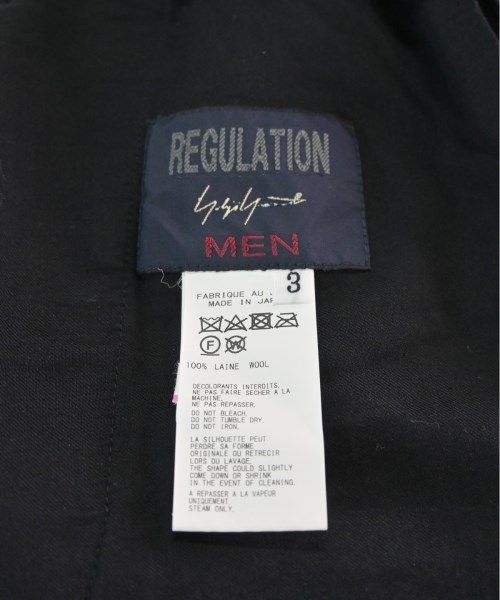 REGULATION
Yohji Yamamoto
MEN
3
FABRIQUE AU
MADE IN JAP
100% LAINE WOOL
DECOLORANTS INTERDITS.
NE PAS FAIRE SECHER A LA
MACHINE.
NE PAS REPASSER.
DO NOT BLEACH.
DO NOT TUMBLE DRY.
DO NOT IRON.
LA SILHOUETTE PEUT
PERDRE SA FORME
ORIGINALE OU RETRECIR
LORS DU LAVAGE.
THE SHAPE COULD SLIGHTLY
COME DOWN OR SHRINK
IN THE EVENT OF CLEANING.
A REPASSER A LA VAPEUR
UNIQUEMENT
STEAM ONLY.